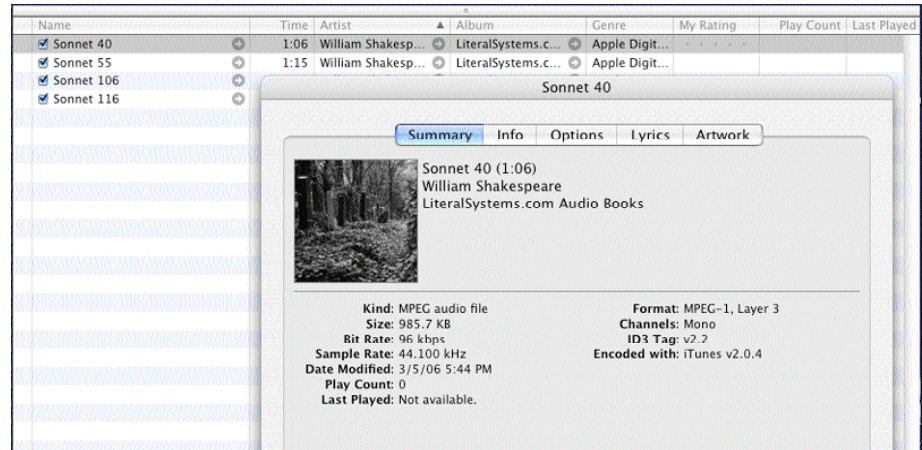 Name Time Artist Album Genre My Rating Play Count Last Played
Sonnet 40 1:06 William Shakesp... LiteralSystems.c... Apple Digit...
Sonnet 55 1:15 William Shakesp... LiteralSystems.c... Apple Digit...
Sonnet 106
Sonnet 116
Sonnet 40
Summary Info Options Lyrics Artwork
Sonnet 40 (1:06)
William Shakespeare
LiteralSystems.com Audio Books
Kind: MPEG audio file Format: MPEG-1, Layer 3
Size: 985.7 KB Channels: Mono
Bit Rate: 96 kbps ID3 Tag: v2.2
Sample Rate: 44.100 kHz Encoded with: iTunes v2.0.4
Date Modified: 3/5/06 5:44 PM
Play Count: 0
Last Played: Not available.